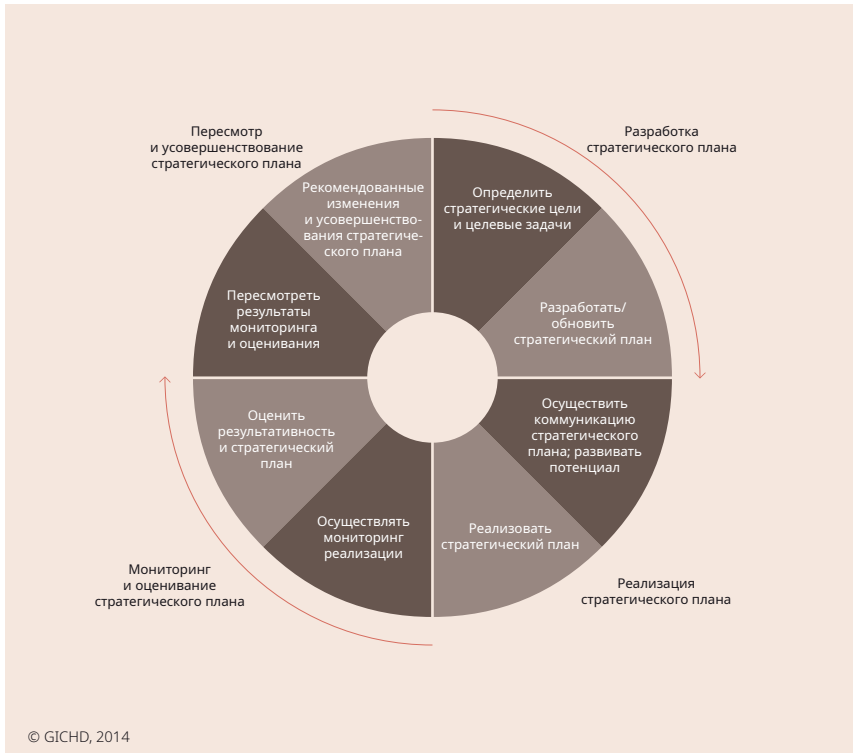 Пересмотр
и усовершенствование
стратегического плана
Разработка
стратегического плана
Рекомендованные
изменения
и усовершенство-
вания стратегиче-
ского плана
Определить
стратегические цели
и целевые задачи
Пересмотреть
результаты
мониторинга
и оценивания
Разработать/
обновить
стратегический план
Оценить
результативность
и стратегический
план
Осуществить
коммуникацию
стратегического
плана; развивать
потенциал
Осуществлять
мониторинг
реализации
Реализовать
стратегический план
Мониторинг
и оценивание
стратегического плана
Реализация
стратегического плана
© GICHD, 2014